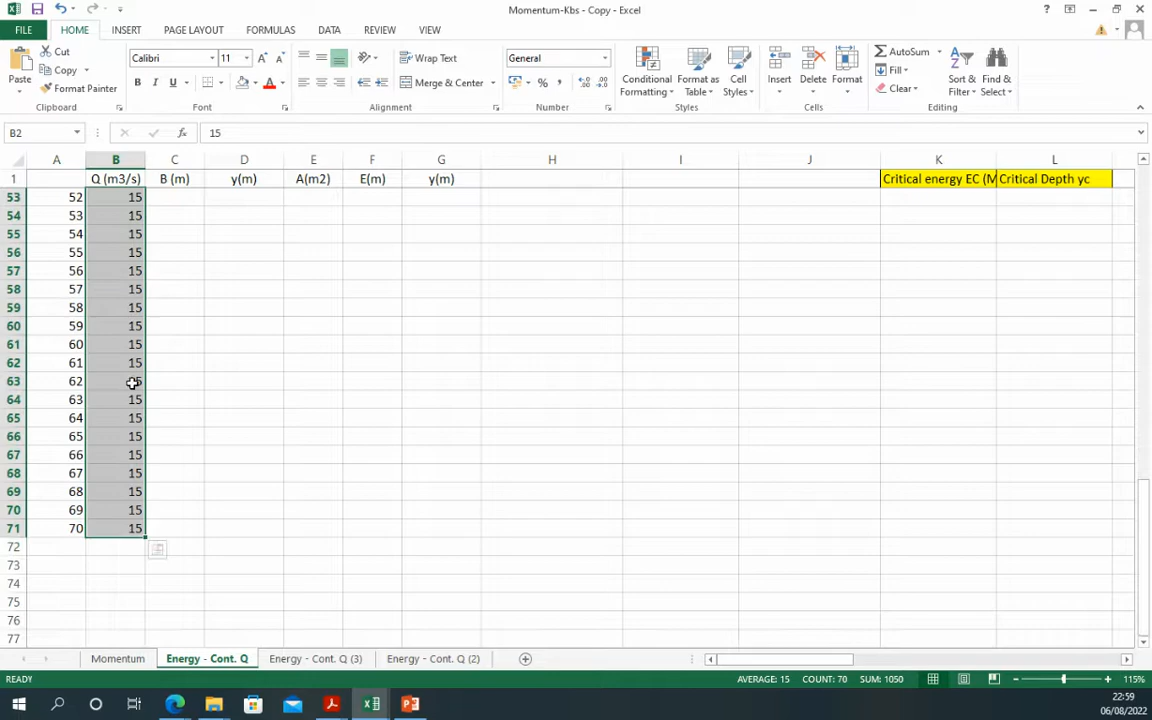 Momentum-Kbs - Copy - Excel
FILE HOME INSERT PAGE LAYOUT FORMULAS DATA REVIEW VIEW
Paste
Cut
Copy
Format Painter
Clipboard
Calibri 11
B I U
Font
Wrap Text
Merge & Center
Alignment
General
Number
Conditional Formatting
Format as Table
Cell Styles
Styles
Insert
Delete
Format
Cells
AutoSum
Fill
Clear
Sort & Filter
Find & Select
Editing
B2 fx 15
A B C D E F G H I J K L
1 Q (m3/s) B (m) y(m) A(m2) E(m) y(m) Critical energy EC (M Critical Depth yc
53 52 15
54 53 15
55 54 15
56 55 15
57 56 15
58 57 15
59 58 15
60 59 15
61 60 15
62 61 15
63 62
64 63 15
65 64 15
66 65 15
67 66 15
68 67 15
69 68 15
70 69 15
71 70 15
72
73
74
75
76
77
Momentum Energy - Cont. Q Energy - Cont. Q (3) Energy - Cont. Q (2)
READY AVERAGE: 15 COUNT: 70 SUM: 1050 115%
22:59
06/08/2022